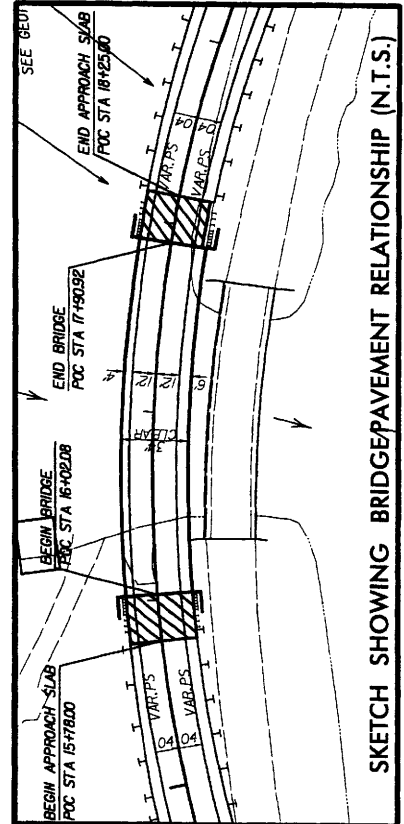 BEGIN APPROACH SLAB
POC STA 15+78.00
BEGIN BRIDGE
POC STA 16+02.08
END BRIDGE
POC STA 17+90.92
END APPROACH SLAB
POC STA 18+25.00
SEE GEOT
VAR.PS
VAR.PS
04
04
CLEAR
4'
12'
12'
6'
VAR.PS
VAR.PS
04
04
SKETCH SHOWING BRIDGE/PAVEMENT RELATIONSHIP (N.T.S.)